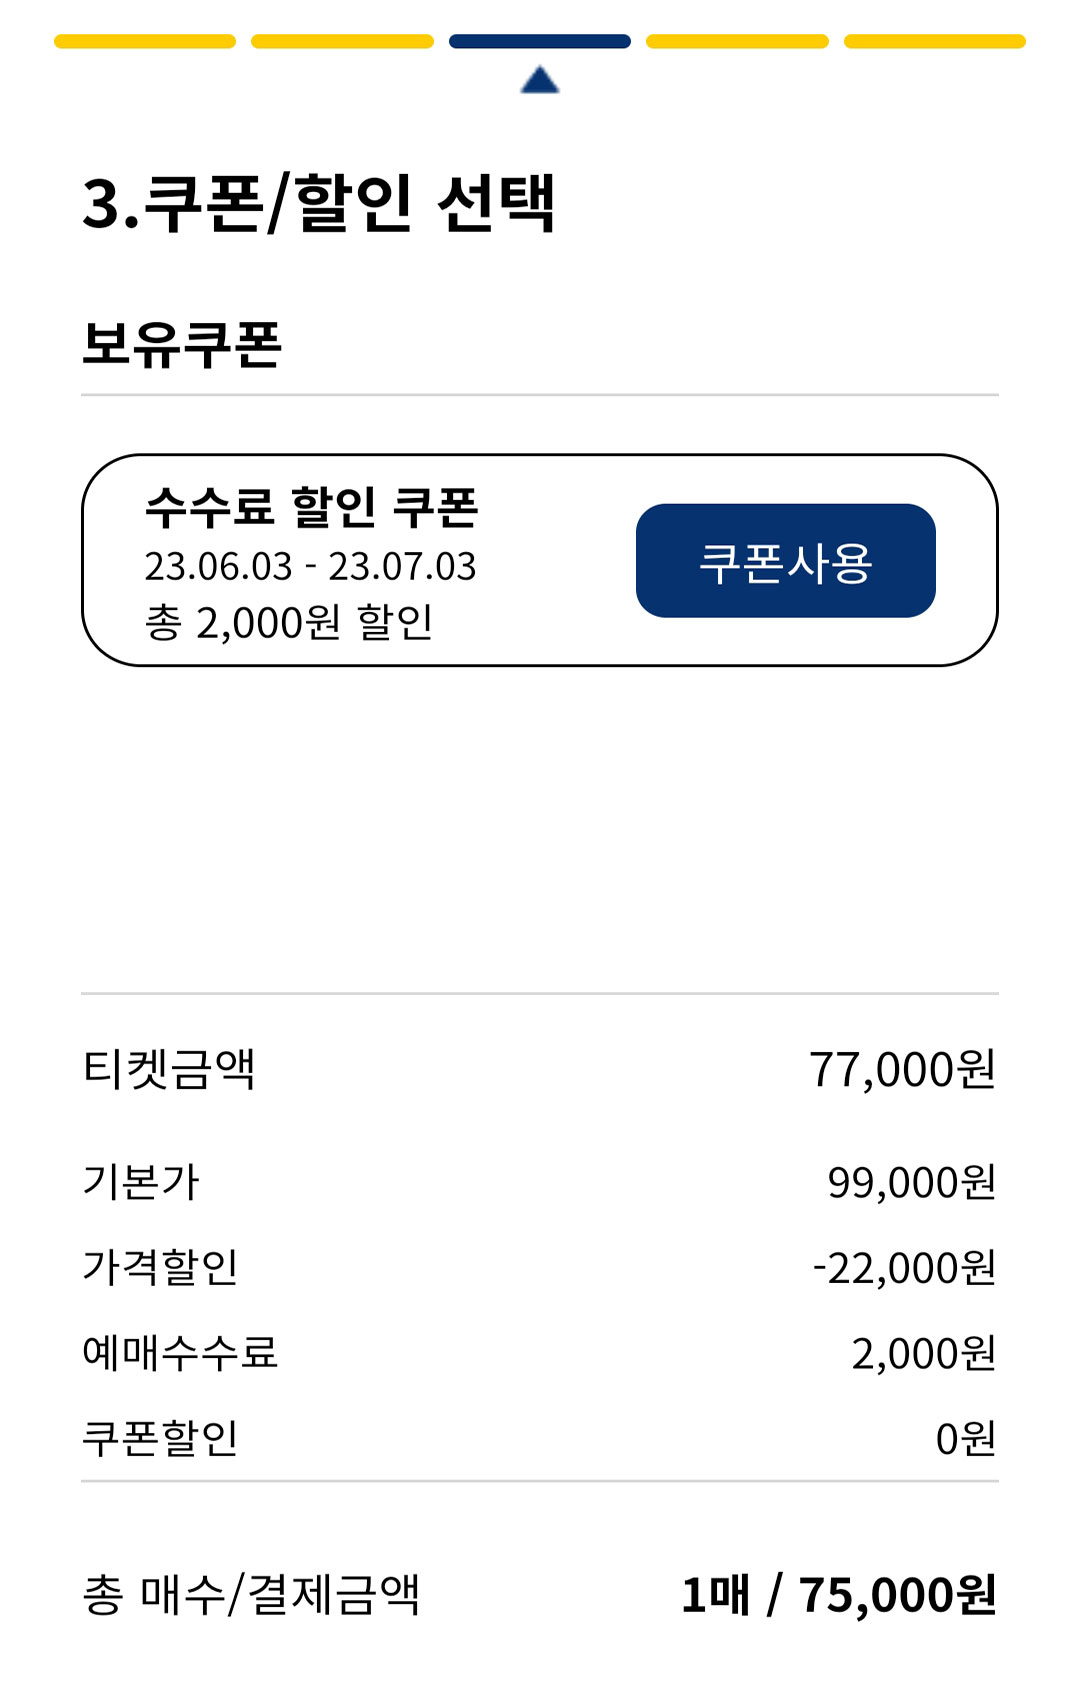 3.쿠폰/할인 선택
보유쿠폰
수수료 할인 쿠폰
23.06.03 - 23.07.03
총 2,000원 할인
쿠폰사용
티켓금액 77,000원
기본가 99,000원
가격할인 -22,000원
예매수수료 2,000원
쿠폰할인 0원
총 매수/결제금액 1매 / 75,000원